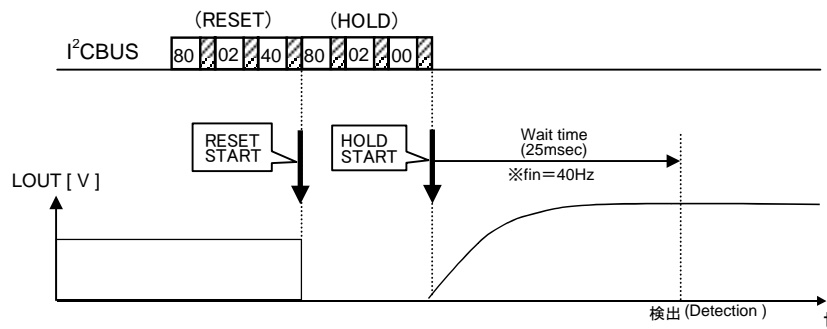 (RESET) (HOLD)
I²CBUS 80 02 40 80 02 00
RESET START
HOLD START
Wait time
(25msec)
※fin=40Hz
LOUT [ V ]
検出 (Detection )
t